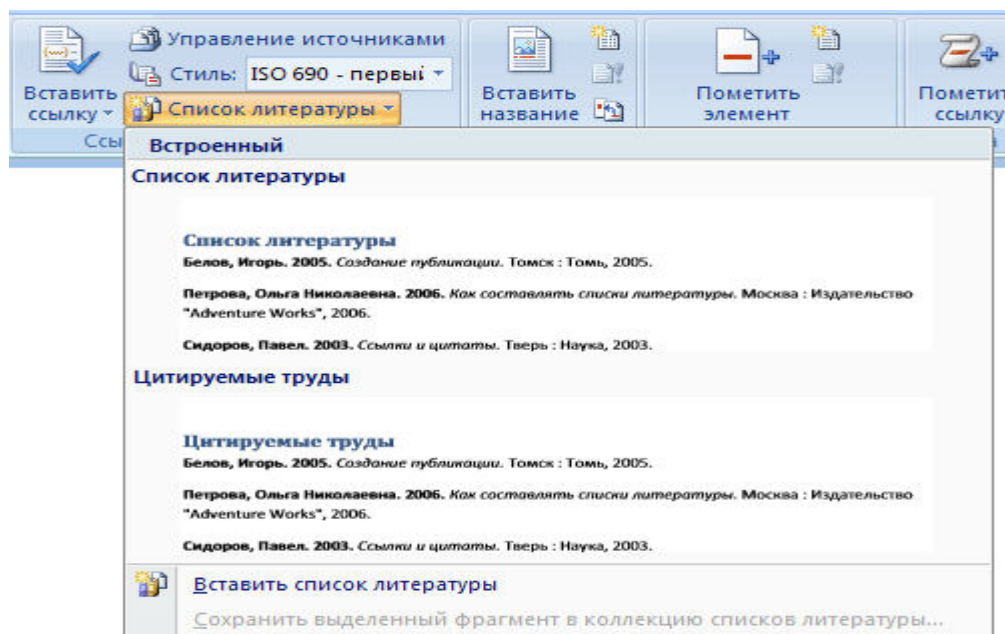 Управление источниками
Стиль: ISO 690 - первый
Список литературы
Вставить
ссылку
Вставить
название
Пометить
элемент
Пометит
ссылку
Ссы
Встроенный
Список литературы
Список литературы
Белов, Игорь. 2005. Создание публикации. Томск : Томь, 2005.
Петрова, Ольга Николаевна. 2006. Как составлять списки литературы. Москва : Издательство
"Adventure Works", 2006.
Сидоров, Павел. 2003. Ссылки и цитаты. Тверь : Наука, 2003.
Цитируемые труды
Цитируемые труды
Белов, Игорь. 2005. Создание публикации. Томск : Томь, 2005.
Петрова, Ольга Николаевна. 2006. Как составлять списки литературы. Москва : Издательство
"Adventure Works", 2006.
Сидоров, Павел. 2003. Ссылки и цитаты. Тверь : Наука, 2003.
Вставить список литературы
Сохранить выделенный фрагмент в коллекцию списков литературы...